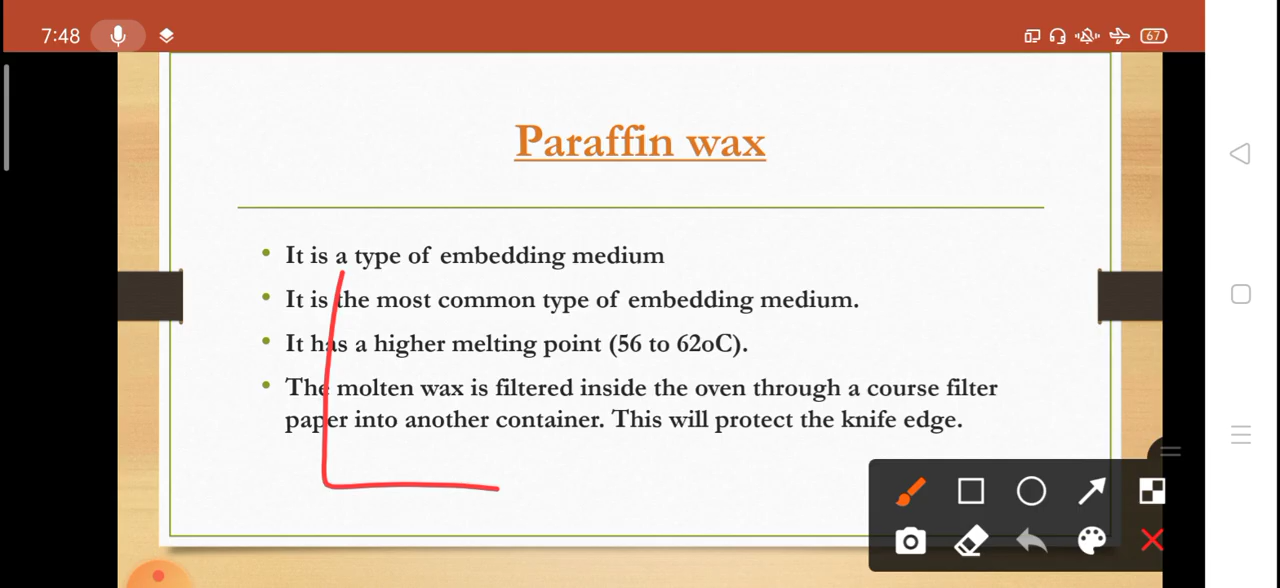 7:48
67
Paraffin wax
• It is a type of embedding medium
• It is the most common type of embedding medium.
• It has a higher melting point (56 to 62oC).
• The molten wax is filtered inside the oven through a course filter
paper into another container. This will protect the knife edge.